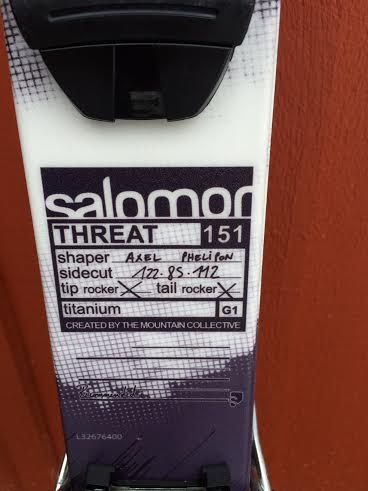 salomon
THREAT 151
shaper AXEL PHELIPON
sidecut 122.85.112
tip rocker X tail rocker X
titanium G1
CREATED BY THE MOUNTAIN COLLECTIVE
L32676400